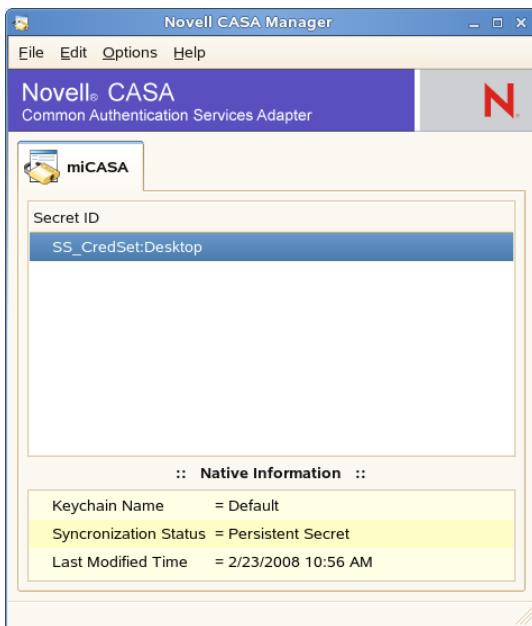 Novell CASA Manager
File Edit Options Help
Novell® CASA
Common Authentication Services Adapter
N.
miCASA
Secret ID
SS_CredSet:Desktop
:: Native Information ::
Keychain Name = Default
Syncronization Status = Persistent Secret
Last Modified Time = 2/23/2008 10:56 AM